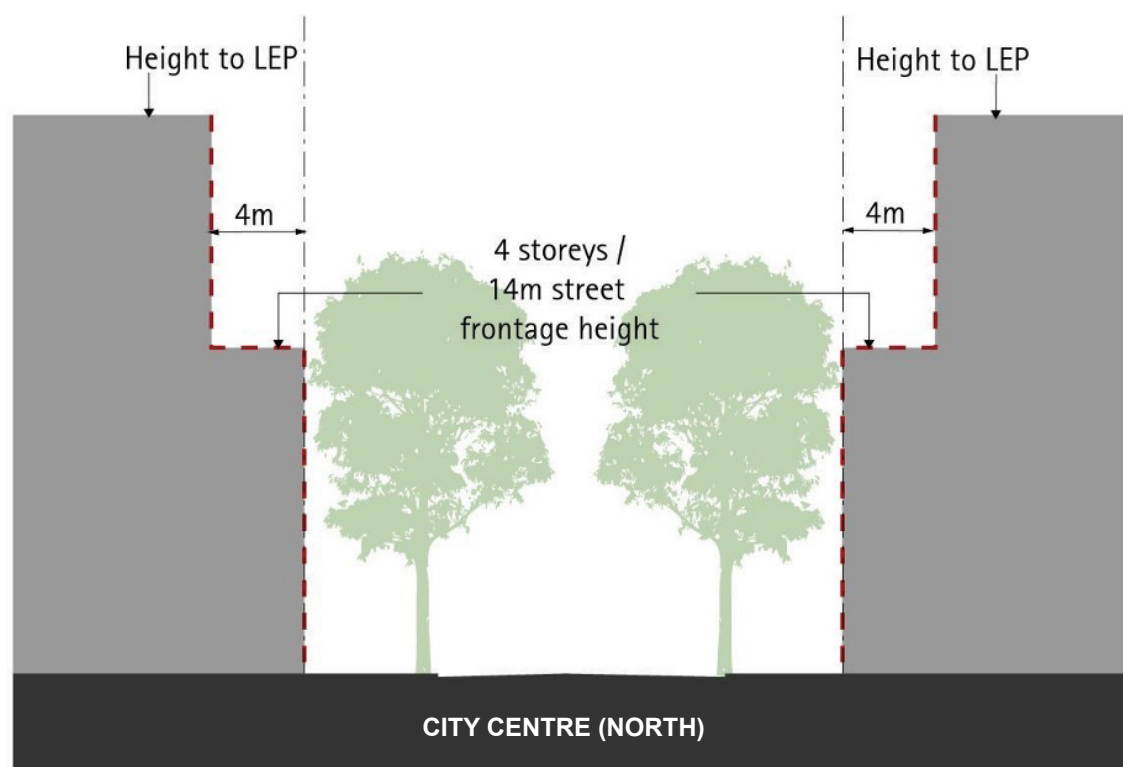 Height to LEP
Height to LEP
4m
4m
4 storeys /
14m street
frontage height
CITY CENTRE (NORTH)